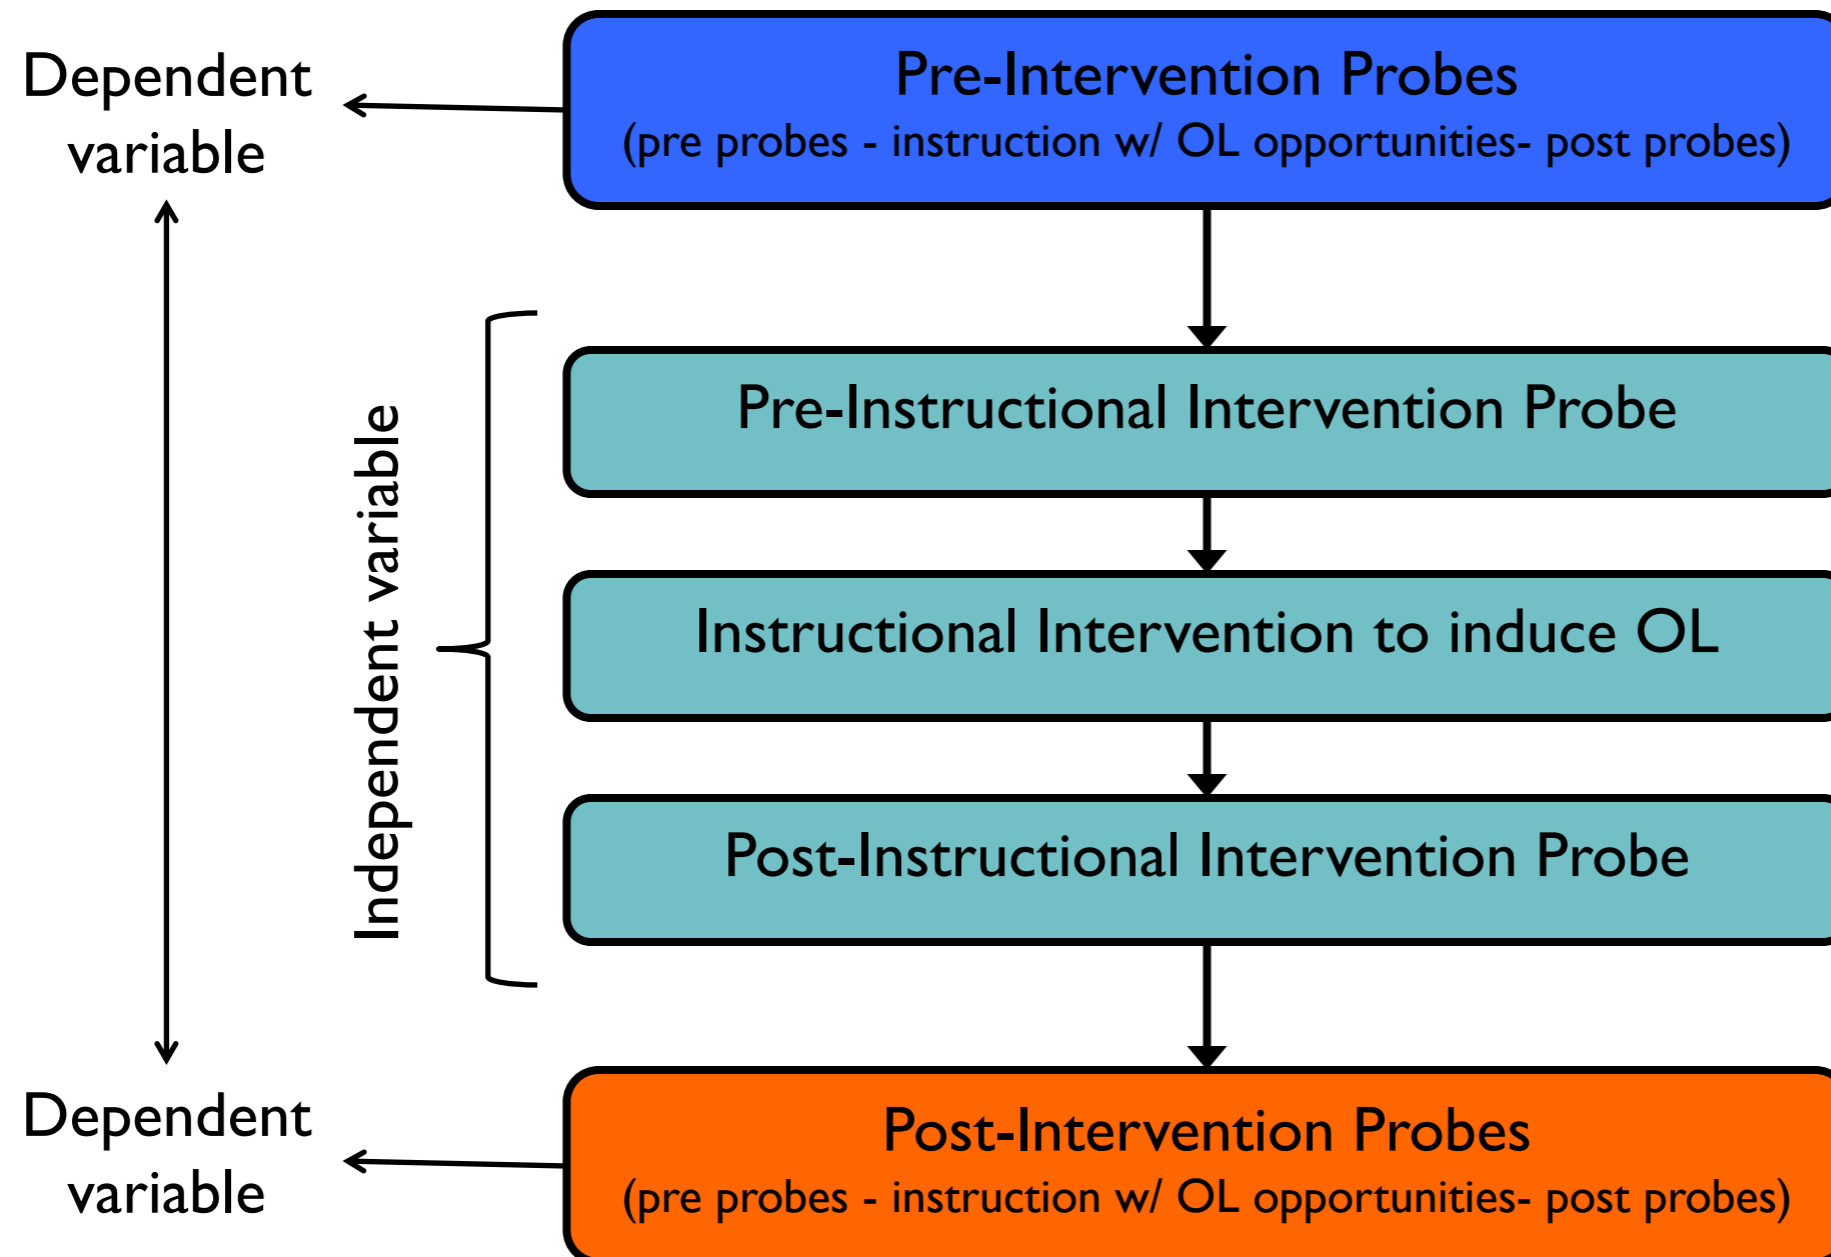 Dependent
variable
Pre-Intervention Probes
(pre probes - instruction w/ OL opportunities- post probes)
Independent variable
Pre-Instructional Intervention Probe
Instructional Intervention to induce OL
Post-Instructional Intervention Probe
Dependent
variable
Post-Intervention Probes
(pre probes - instruction w/ OL opportunities- post probes)